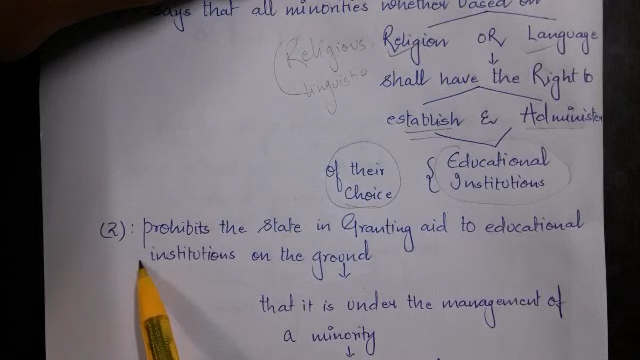 says that all minorities whether based on
Religion OR Language
(Religious
linguistic
shall have the Right to
establish & Administer
of their
Choice
{ Educational
Institutions
(2): prohibits the State in Granting aid to educational
institutions on the ground
that it is under the management of
a minority